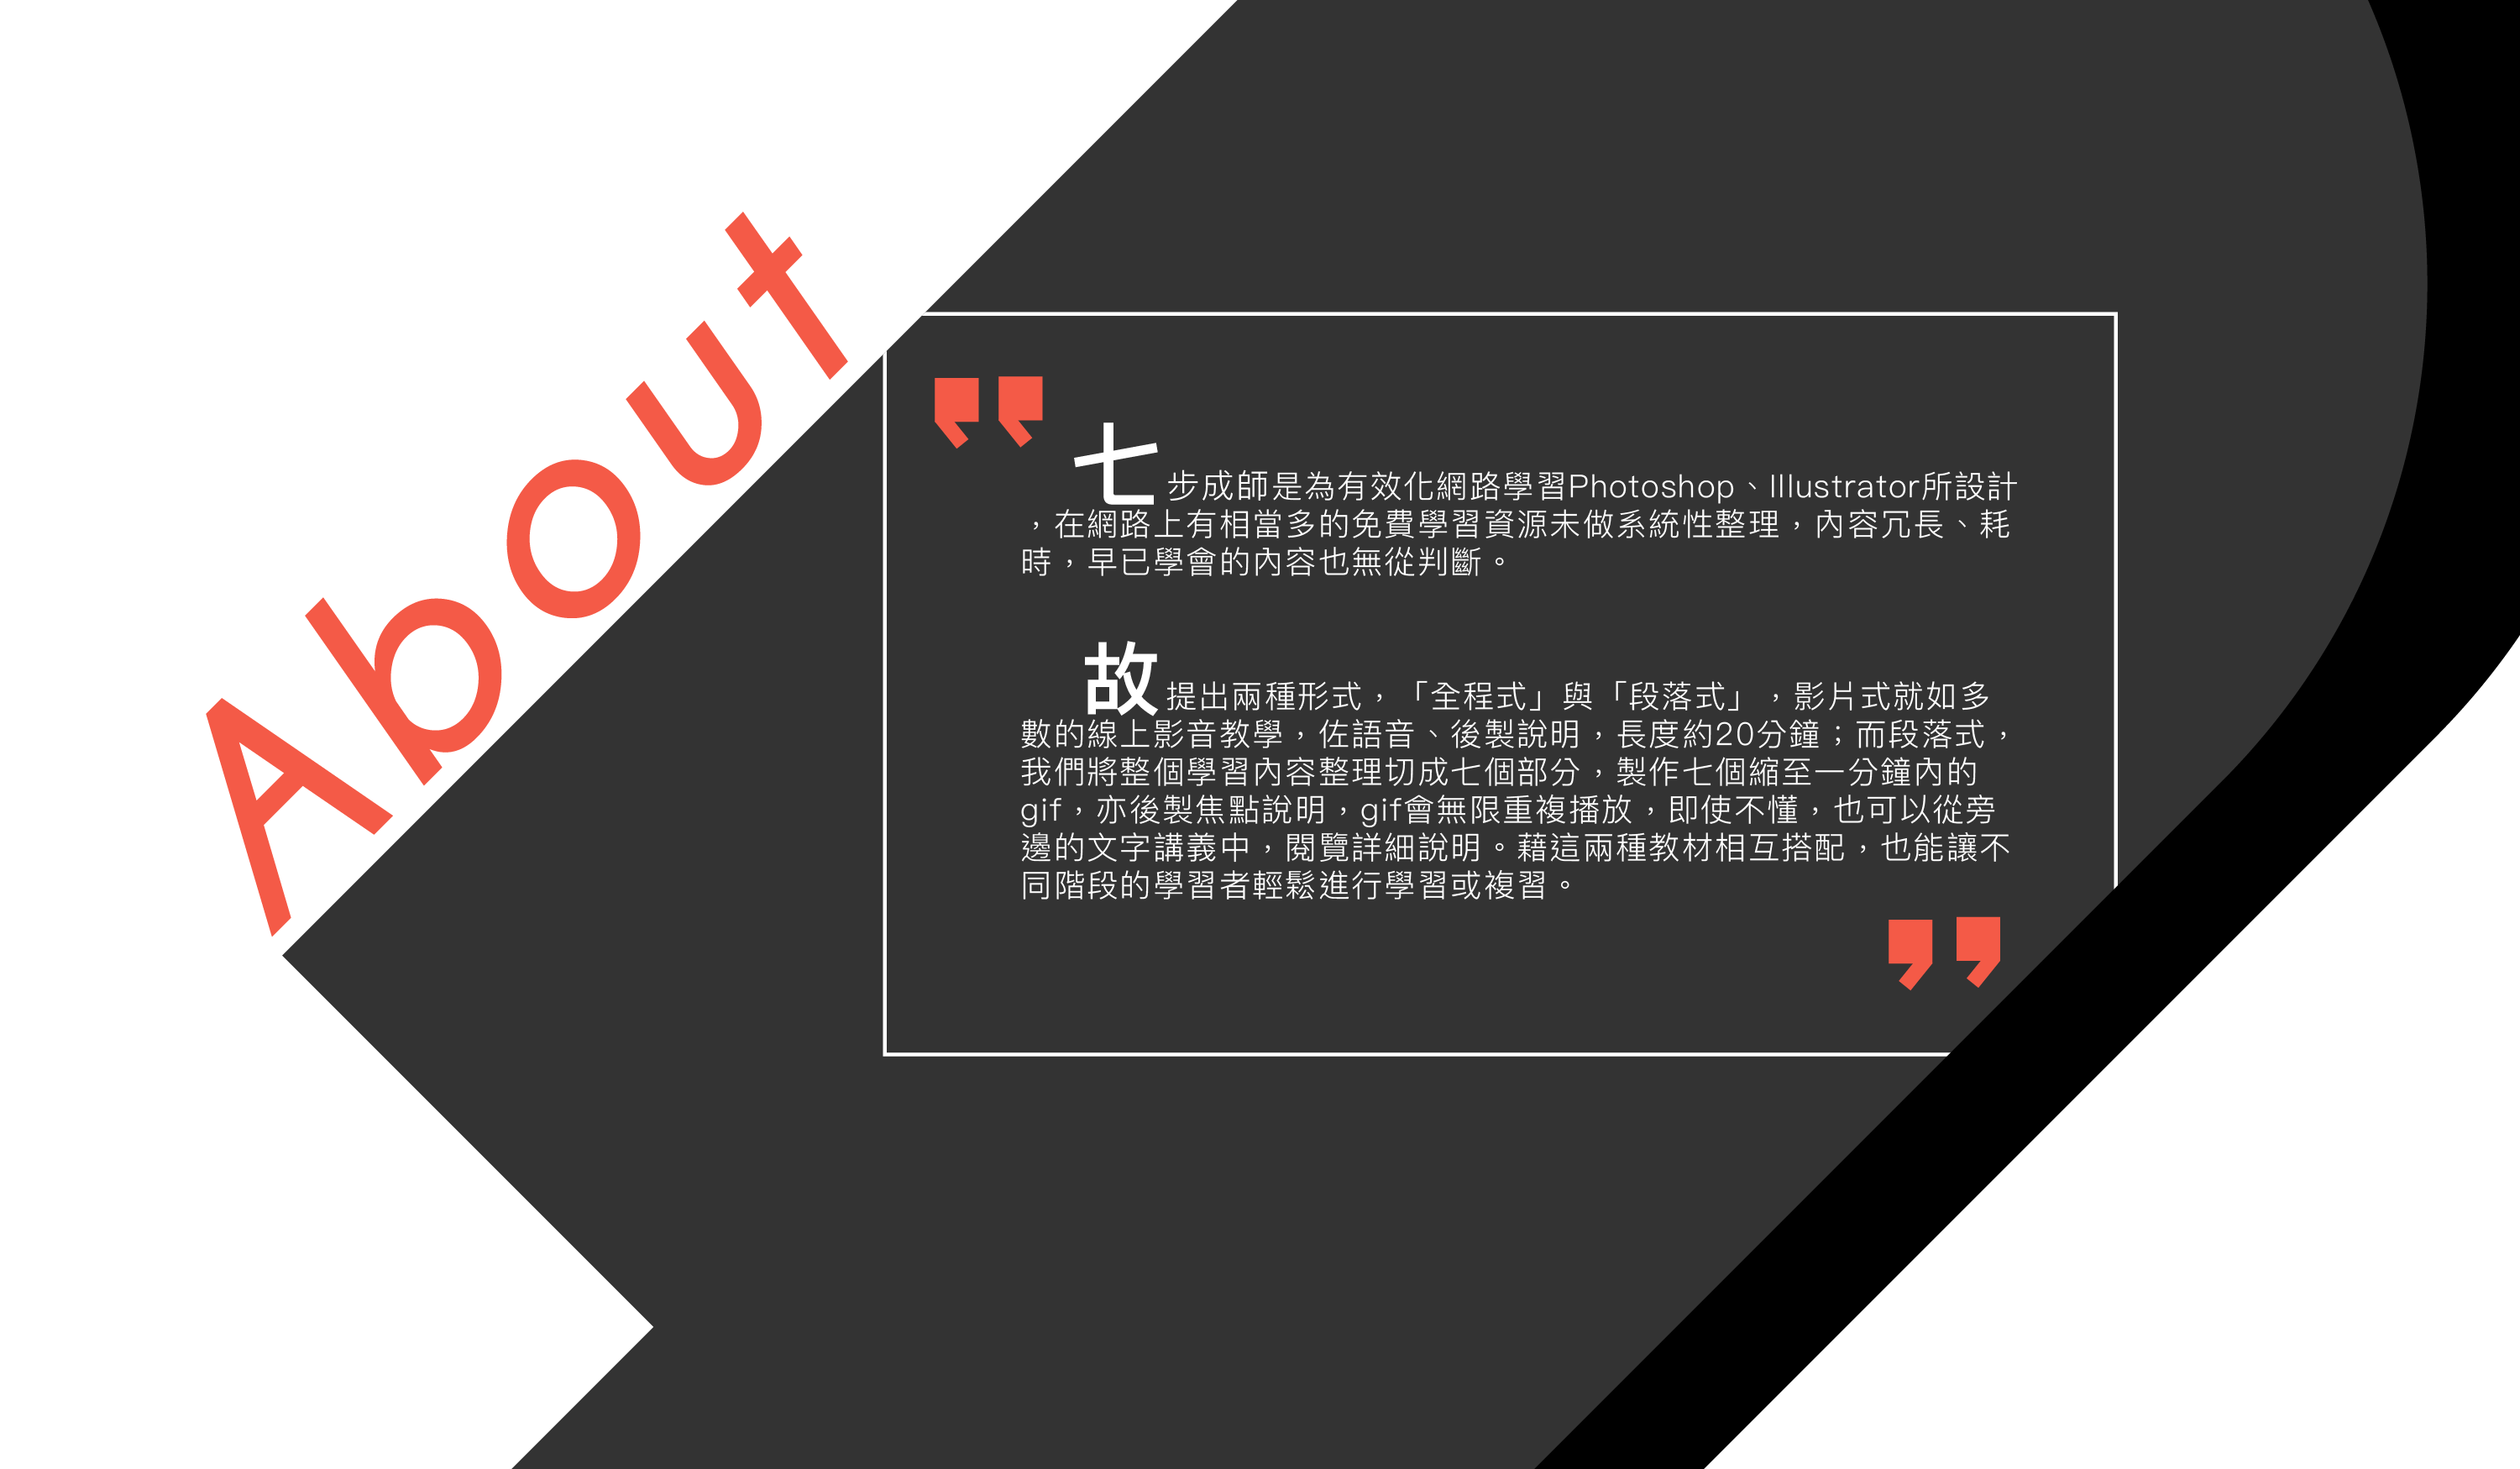 About
七步成師是為有效化網路學習Photoshop、Illustrator所設計
，在網路上有相當多的免費學習資源未做系統性整理，內容冗長、耗
時，早已學會的內容也無從判斷。
故提出兩種形式，「全程式」與「段落式」，影片式就如多
數的線上影音教學，佐語音、後製說明，長度約20分鐘；而段落式，
我們將整個學習內容整理切成七個部分，製作七個縮至一分鐘內的
gif，亦後製焦點說明，gif會無限重複播放，即使不懂，也可以從旁
邊的文字講義中，閱覽詳細說明。藉這兩種教材相互搭配，也能讓不
同階段的學習者輕鬆進行學習或複習。